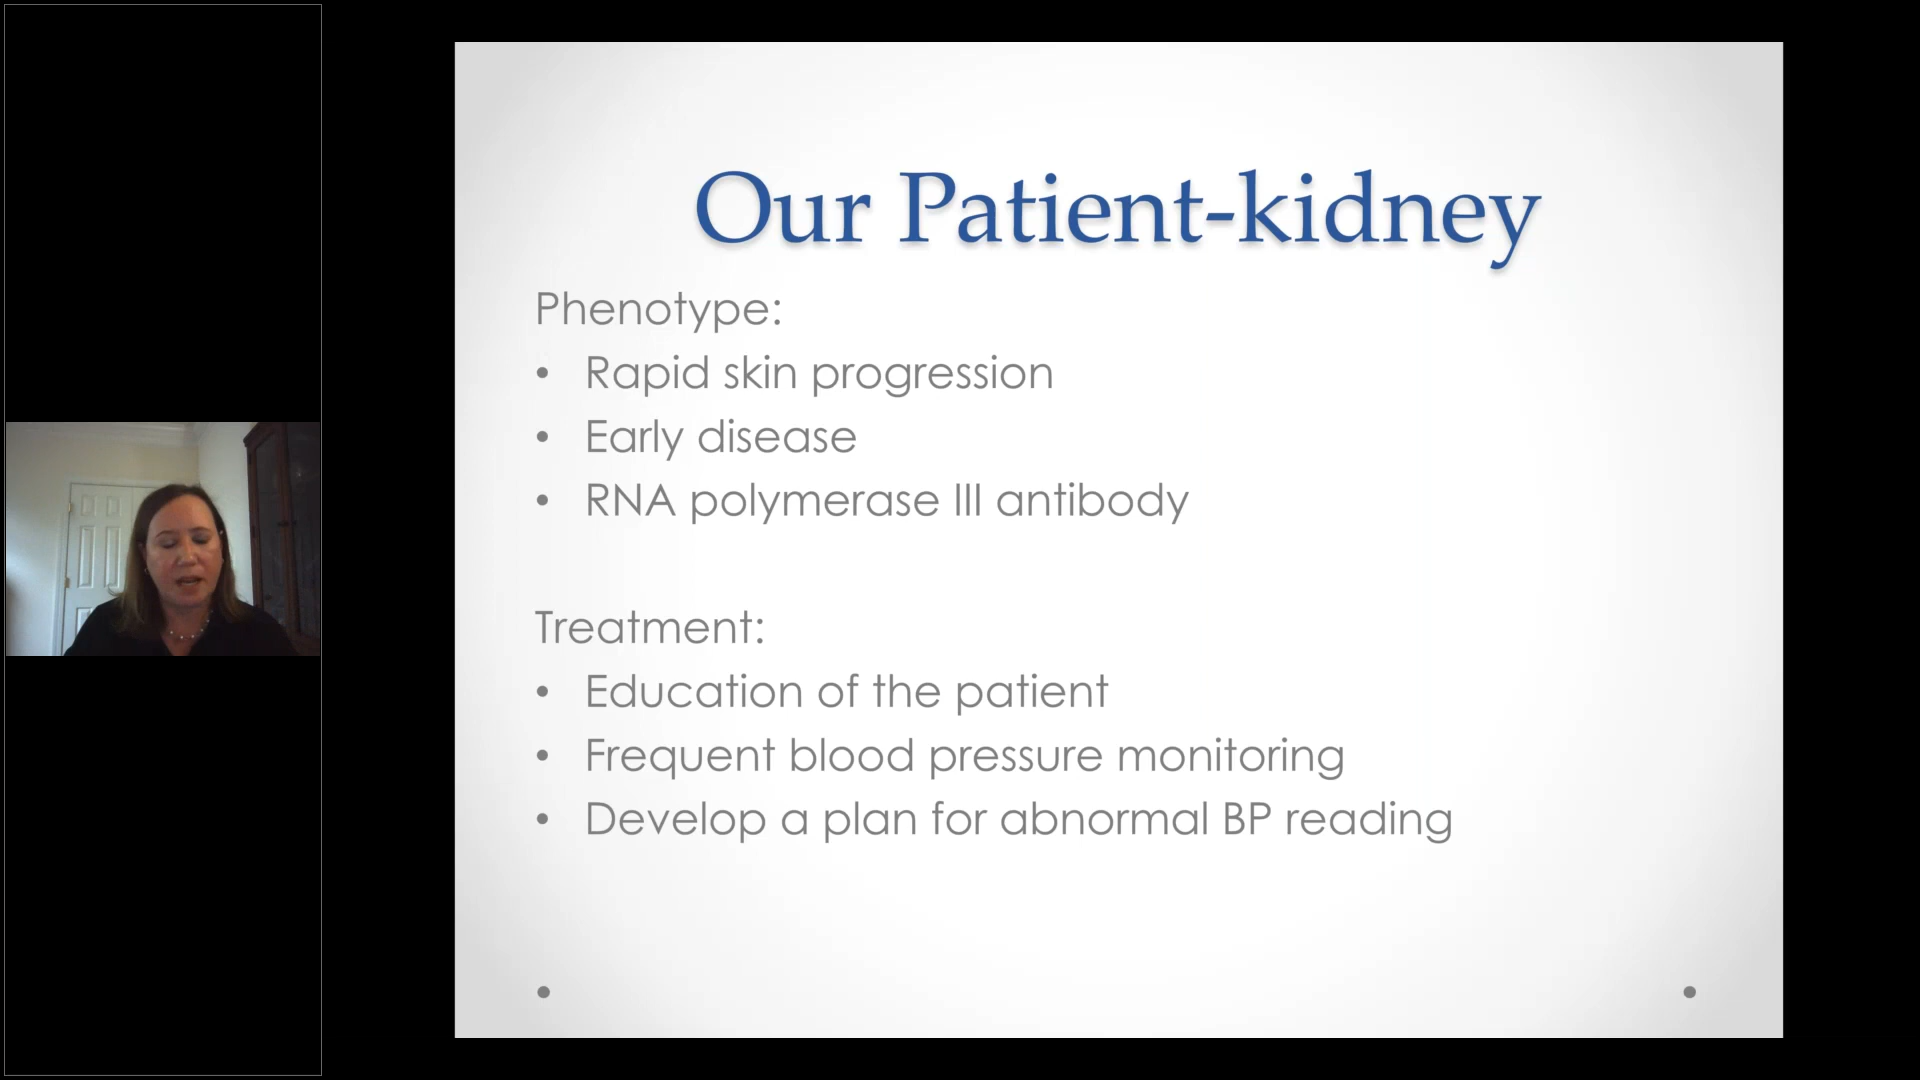 Our Patient-kidney
Phenotype:
• Rapid skin progression
• Early disease
• RNA polymerase III antibody
Treatment:
• Education of the patient
• Frequent blood pressure monitoring
• Develop a plan for abnormal BP reading